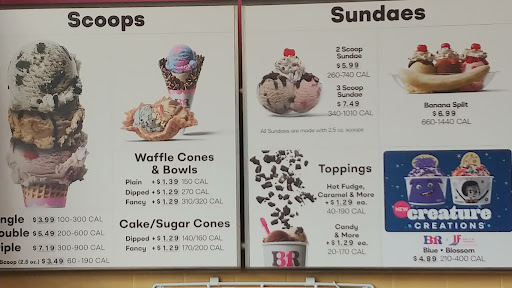 Scoops
Waffle Cones
& Bowls
Plain + $1.39 150 CAL
Dipped + $1.29 270 CAL
Fancy + $1.29 310/320 CAL
ngle $3.99 100-300 CAL
ouble $5.49 200-600 CAL
iple $7.19 300-900 CAL
Scoop (2.5 oz.) $3.49 60-190 CAL
Cake/Sugar Cones
Dipped + $1.29 140/160 CAL
Fancy + $1.29 170/200 CAL
Sundaes
2 Scoop
Sundae
$5.99
260-740 CAL
3 Scoop
Sundae
$7.49
340-1010 CAL
All Sundaes are made with 2.5 oz. scoops
Banana Split
$6.99
660-1440 CAL
Toppings
Hot Fudge,
Caramel & More
+ $1.29 ea.
40-190 CAL
Candy
& More
+ $1.29 ea.
20-170 CAL
BR
NEW
creature
CREATIONS
BR
Blue • Blossom
$4.89 210-400 CAL